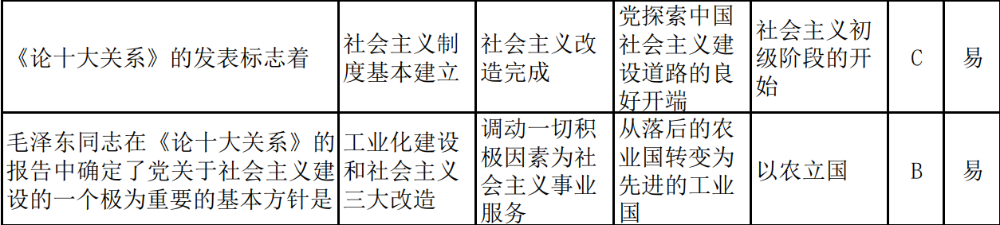 《论十大关系》的发表标志着
社会主义制
度基本建立
社会主义改
造完成
党探索中国
社会主义建
设道路的良
好开端
社会主义初
级阶段的开
始
C
易
毛泽东同志在《论十大关系》的
报告中确定了党关于社会主义建
设的一个极为重要的基本方针是
工业化建设
和社会主义
三大改造
调动一切积
极因素为社
会主义事业
服务
从落后的农
业国转变为
先进的工业
国
以农立国
B
易